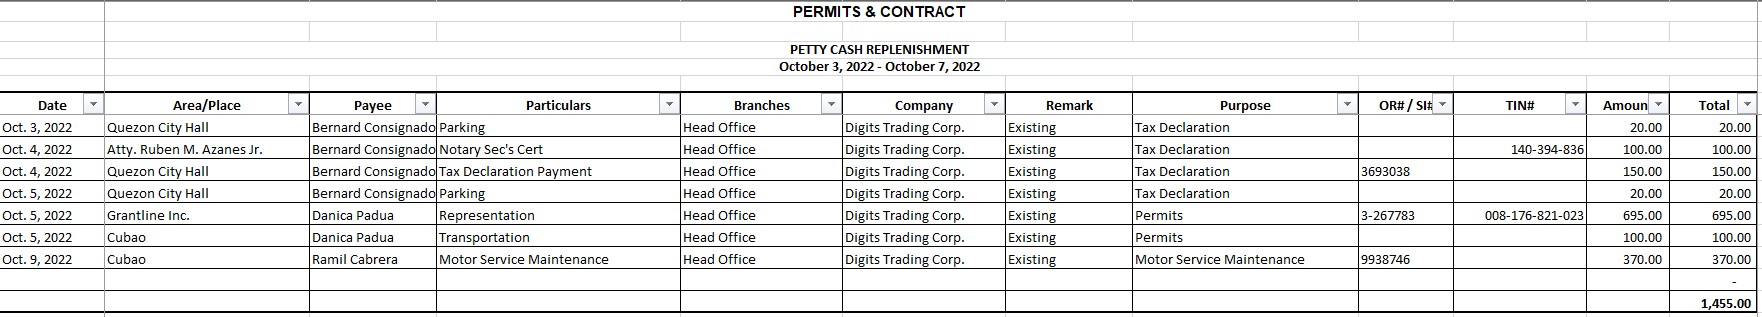 PERMITS & CONTRACT
PETTY CASH REPLENISHMENT
October 3, 2022 - October 7, 2022
Date Area/Place Payee Particulars Branches Company Remark Purpose OR# / SI# TIN# Amoun Total
Oct. 3, 2022 Quezon City Hall Bernard Consignado Parking Head Office Digits Trading Corp. Existing Tax Declaration 20.00 20.00
Oct. 4, 2022 Atty. Ruben M. Azanes Jr. Bernard Consignado Notary Sec's Cert Head Office Digits Trading Corp. Existing Tax Declaration 140-394-836 100.00 100.00
Oct. 4, 2022 Quezon City Hall Bernard Consignado Tax Declaration Payment Head Office Digits Trading Corp. Existing Tax Declaration 3693038 150.00 150.00
Oct. 5, 2022 Quezon City Hall Bernard Consignado Parking Head Office Digits Trading Corp. Existing Tax Declaration 20.00 20.00
Oct. 5, 2022 Grantline Inc. Danica Padua Representation Head Office Digits Trading Corp. Existing Permits 3-267783 008-176-821-023 695.00 695.00
Oct. 5, 2022 Cubao Danica Padua Transportation Head Office Digits Trading Corp. Existing Permits 100.00 100.00
Oct. 9, 2022 Cubao Ramil Cabrera Motor Service Maintenance Head Office Digits Trading Corp. Existing Motor Service Maintenance 9938746 370.00 370.00
-
1,455.00